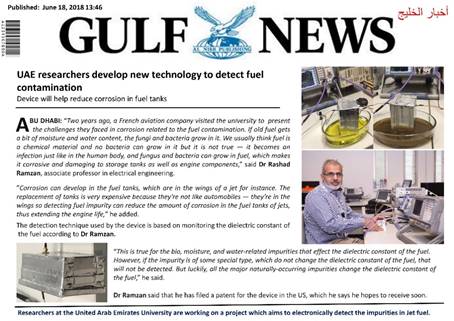 Published: June 18, 2018 13:46
أخبار الخليج
GULF NEWS
AL NISR PUBLISHING
UAE researchers develop new technology to detect fuel
contamination
Device will help reduce corrosion in fuel tanks
ABU DHABI: “Two years ago, a French aviation company visited the university to present
the challenges they faced in corrosion related to the fuel contamination. If old fuel gets
a bit of moisture and water content, the fungi and bacteria grow in it. We usually think fuel is
a chemical material and no bacteria can grow in it but it is not true — it becomes an
infection just like in the human body, and fungus and bacteria can grow in fuel, which makes
it corrosive and damaging to storage tanks as well as engine components,” said Dr Rashad
Ramzan, associate professor in electrical engineering.
“Corrosion can develop in the fuel tanks, which are in the wings of a jet for instance. The
replacement of tanks is very expensive because they’re not like automobiles — they’re in the
wings so detecting fuel impurity can reduce the amount of corrosion in the fuel tanks of jets,
thus extending the engine life,” he added.
The detection technique used by the device is based on monitoring the dielectric constant of
the fuel according to Dr Ramzan.
“This is true for the bio, moisture, and water-related impurities that effect the dielectric constant of the fuel.
However, if the impurity is of some special type, which do not change the dielectric constant of the fuel, that
will not be detected. But luckily, all the major naturally-occurring impurities change the dielectric constant of
the fuel,” he said.
Dr Ramzan said that he has filed a patent for the device in the US, which he says he hopes to receive soon.
Researchers at the United Arab Emirates University are working on a project which aims to electronically detect the impurities in Jet fuel.